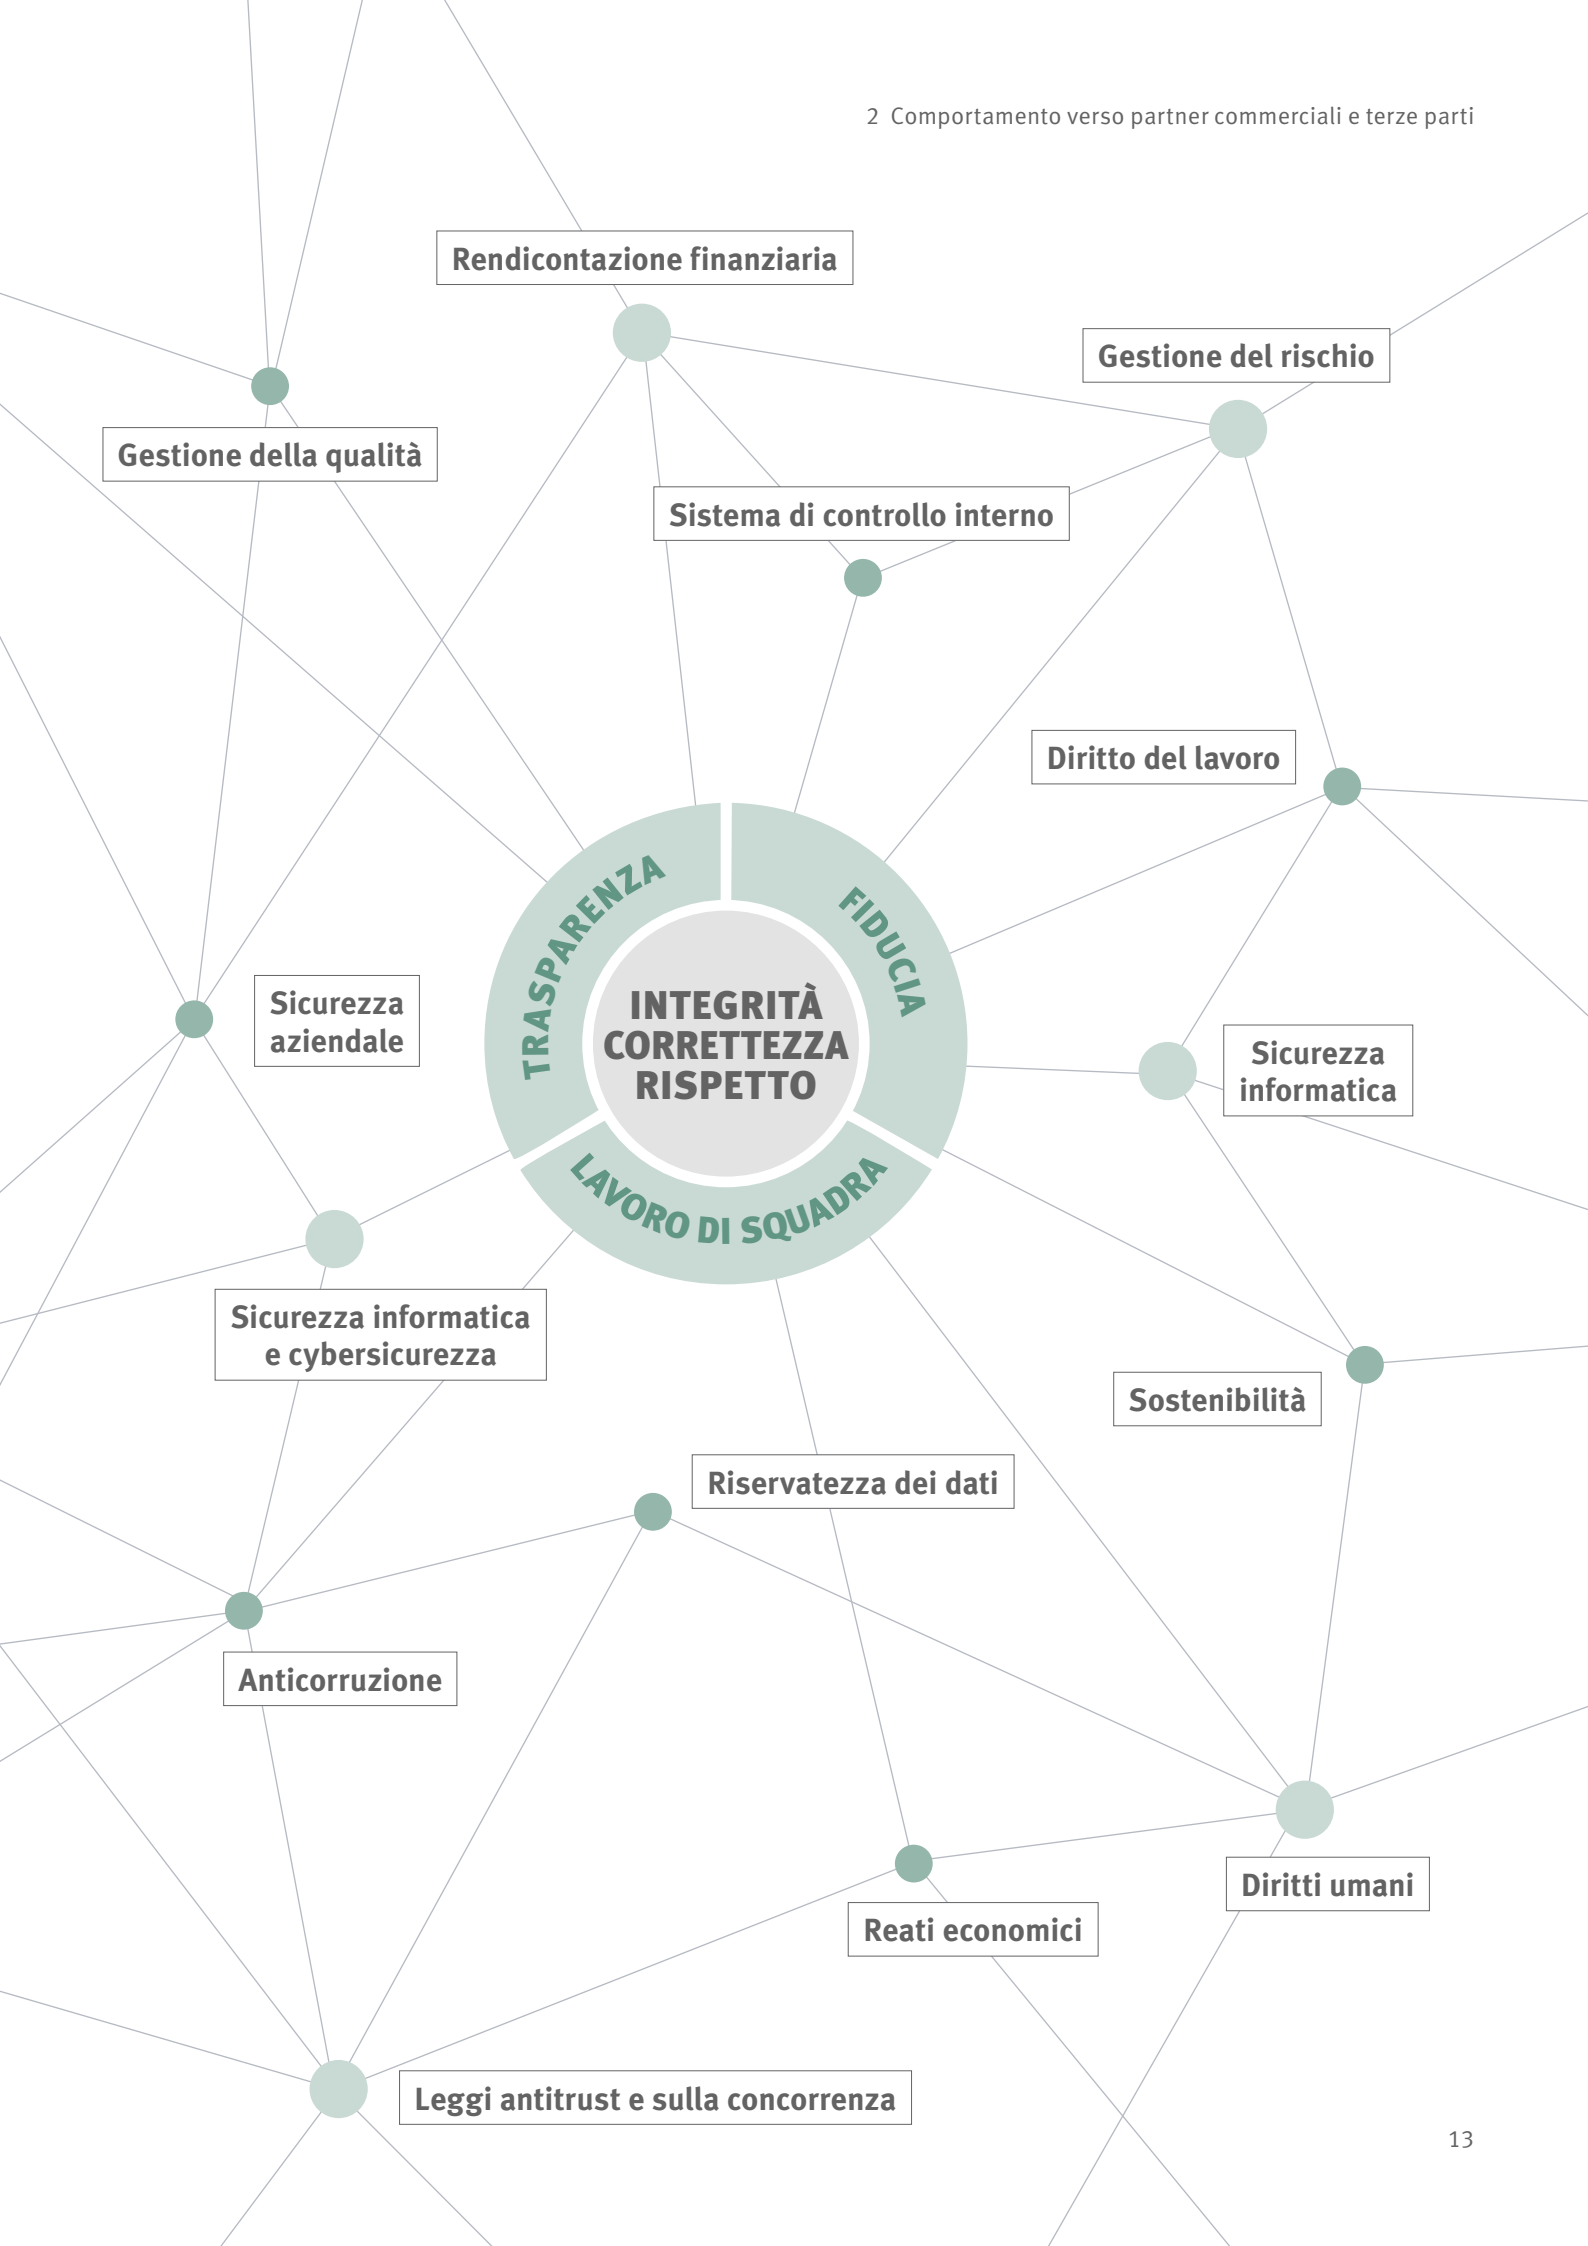 2 Comportamento verso partner commerciali e terze parti
Rendicontazione finanziaria
Gestione del rischio
Gestione della qualità
Sistema di controllo interno
Diritto del lavoro
TRASPARENZA
FIDUCIA
INTEGRITÀ
CORRETTEZZA
RISPETTO
LAVORO DI SQUADRA
Sicurezza
aziendale
Sicurezza
informatica
Sicurezza informatica
e cybersicurezza
Sostenibilità
Riservatezza dei dati
Anticorruzione
Diritti umani
Reati economici
Leggi antitrust e sulla concorrenza
13